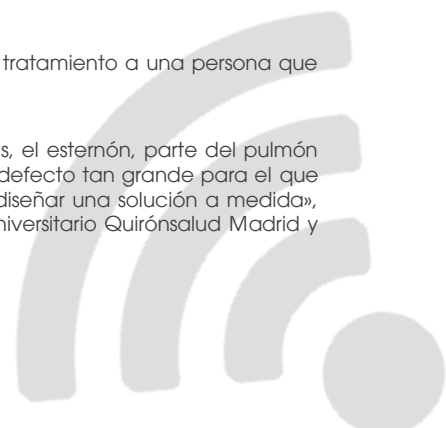 tratamiento a una persona que
s, el esternón, parte del pulmón
defecto tan grande para el que
diseñar una solución a medida»,
niversitario Quirónsalud Madrid y